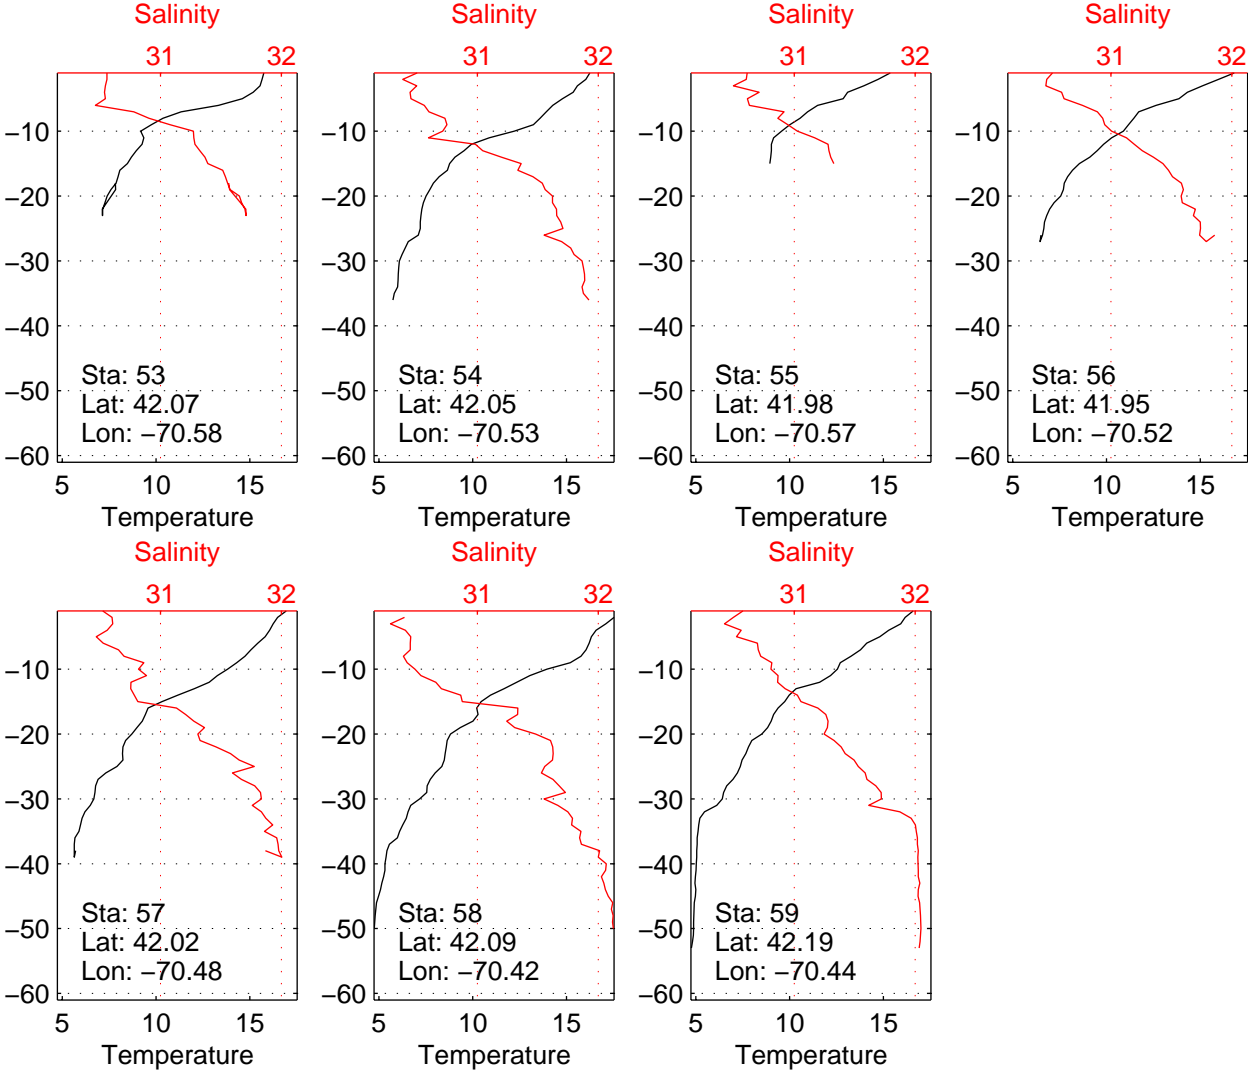 Salinity Salinity Salinity Salinity
31 32 31 32 31 32 31 32
−10 −10 −10 −10
−20 −20 −20 −20
−30 −30 −30 −30
−40 −40 −40 −40
Sta: 53 Sta: 54 Sta: 55 Sta: 56
−50 −50 −50 −50
Lat: 42.07 Lat: 42.05 Lat: 41.98 Lat: 41.95
Lon: −70.58 Lon: −70.53 Lon: −70.57 Lon: −70.52
−60 −60 −60 −60
5 10 15 5 10 15 5 10 15 5 10 15
Temperature Temperature Temperature Temperature
Salinity Salinity Salinity
31 32 31 32 31 32
−10 −10 −10
−20 −20 −20
−30 −30 −30
−40 −40 −40
Sta: 57 Sta: 58 Sta: 59
−50 −50 −50
Lat: 42.02 Lat: 42.09 Lat: 42.19
Lon: −70.48 Lon: −70.42 Lon: −70.44
−60 −60 −60
5 10 15 5 10 15 5 10 15
Temperature Temperature Temperature